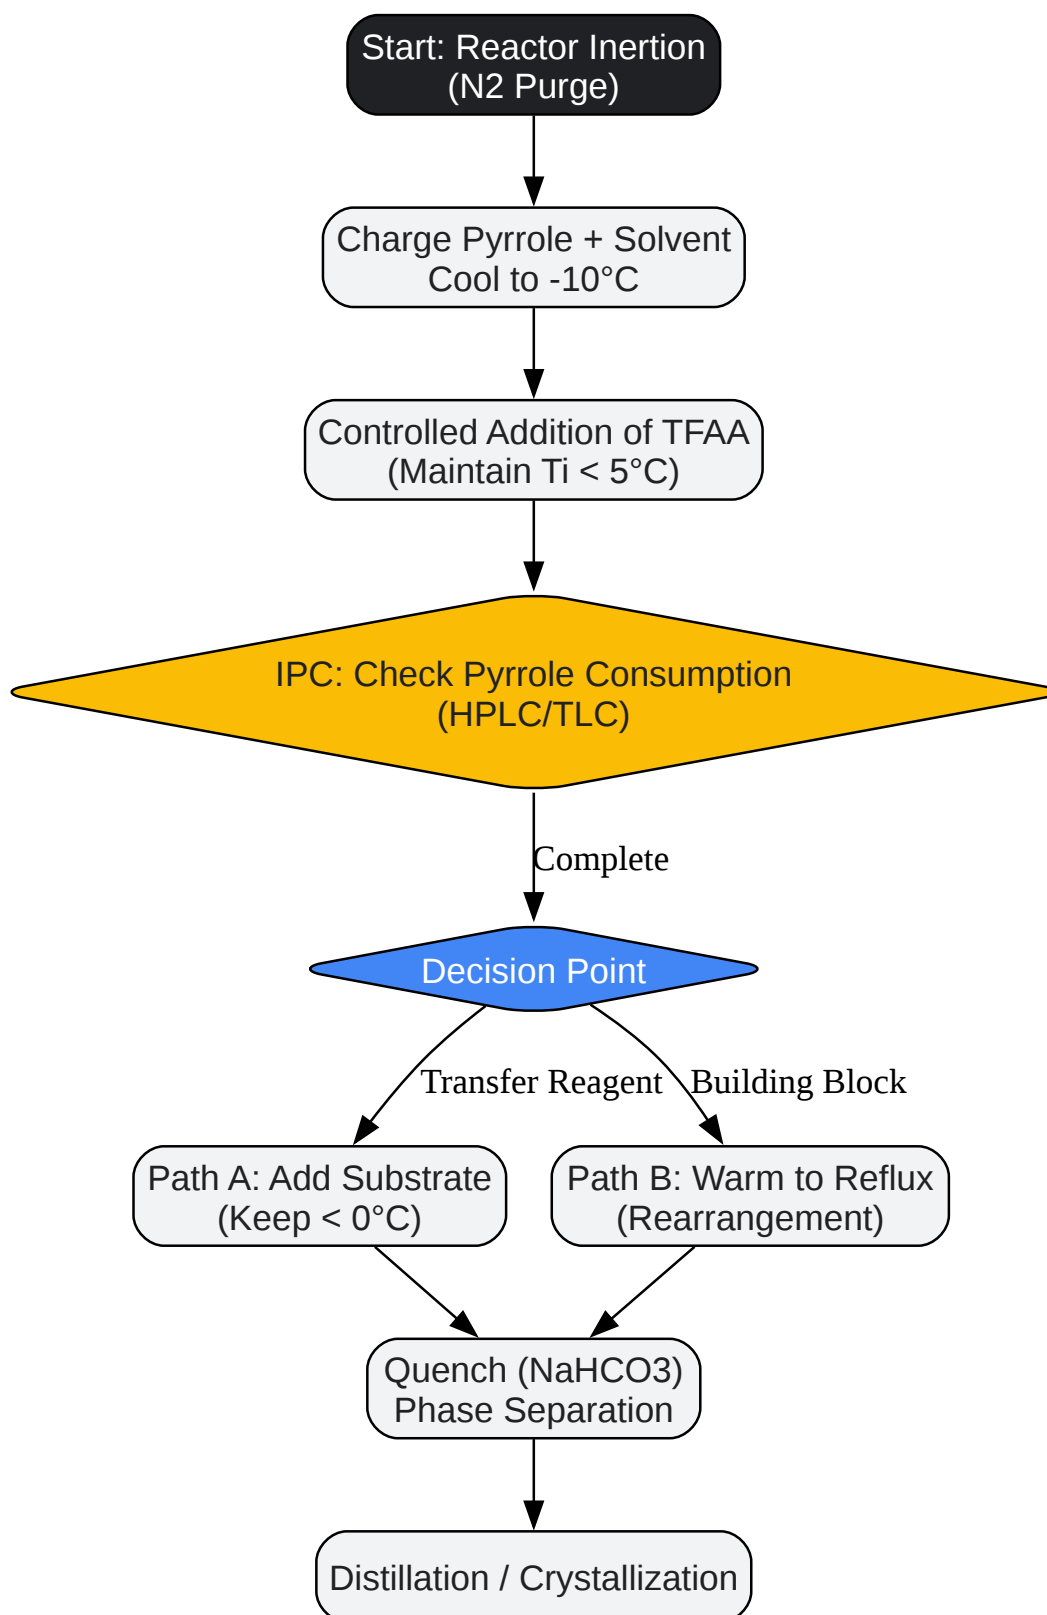 Start: Reactor Inertion
(N2 Purge)
Charge Pyrrole + Solvent
Cool to -10°C
Controlled Addition of TFAA
(Maintain Ti < 5°C)
IPC: Check Pyrrole Consumption
(HPLC/TLC)
Complete
Decision Point
Transfer Reagent
Building Block
Path A: Add Substrate
(Keep < 0°C)
Path B: Warm to Reflux
(Rearrangement)
Quench (NaHCO3)
Phase Separation
Distillation / Crystallization